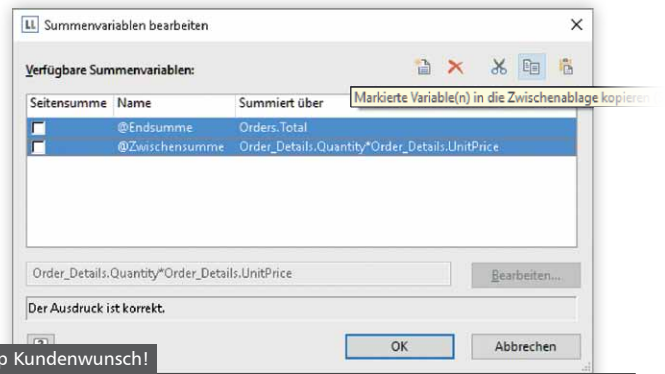 LL Summenvariablen bearbeiten
Verfügbare Summenvariablen:
Markierte Variable(n) in die Zwischenablage kopieren
Seitensumme Name Summiert über
@Endsumme Orders.Total
@Zwischensumme Order_Details.Quantity*Order_Details.UnitPrice
Order_Details.Quantity*Order_Details.UnitPrice Bearbeiten...
Der Ausdruck ist korrekt.
? OK Abbrechen
Kundenwunsch!